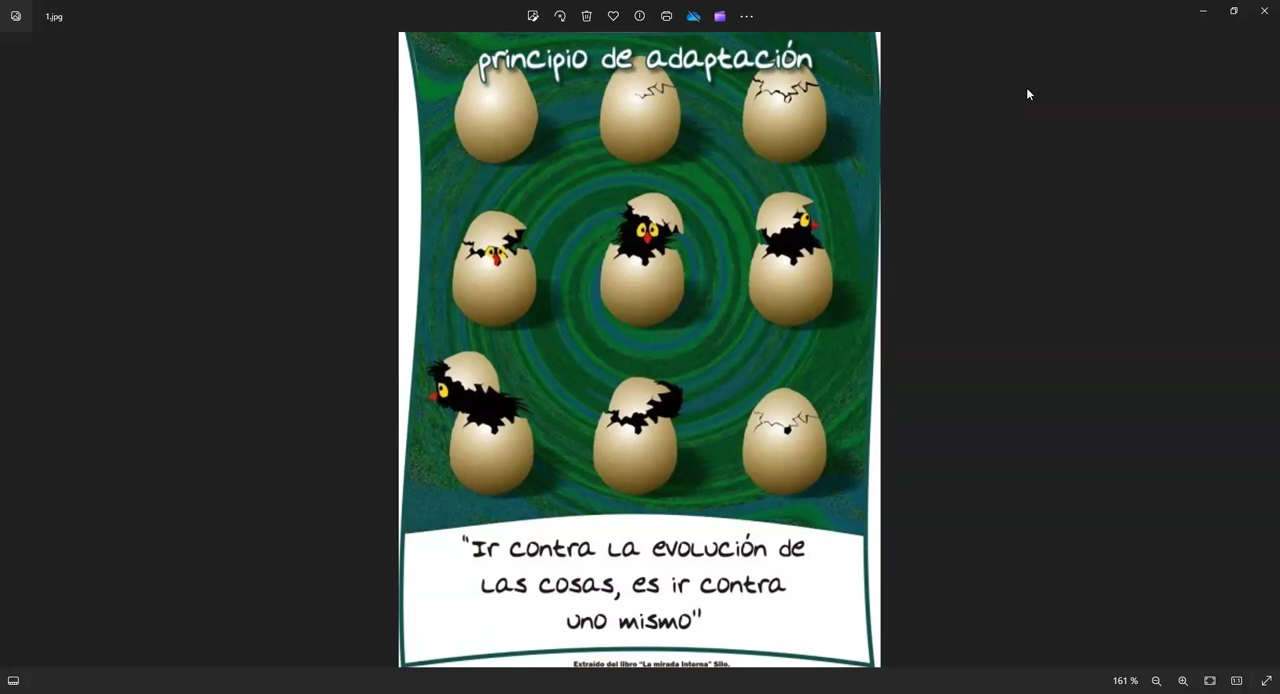 1.jpg
principio de adaptación
"Ir contra la evolución de
las cosas, es ir contra
uno mismo"
Extraído del libro "La mirada Interna" Silo.
161 %